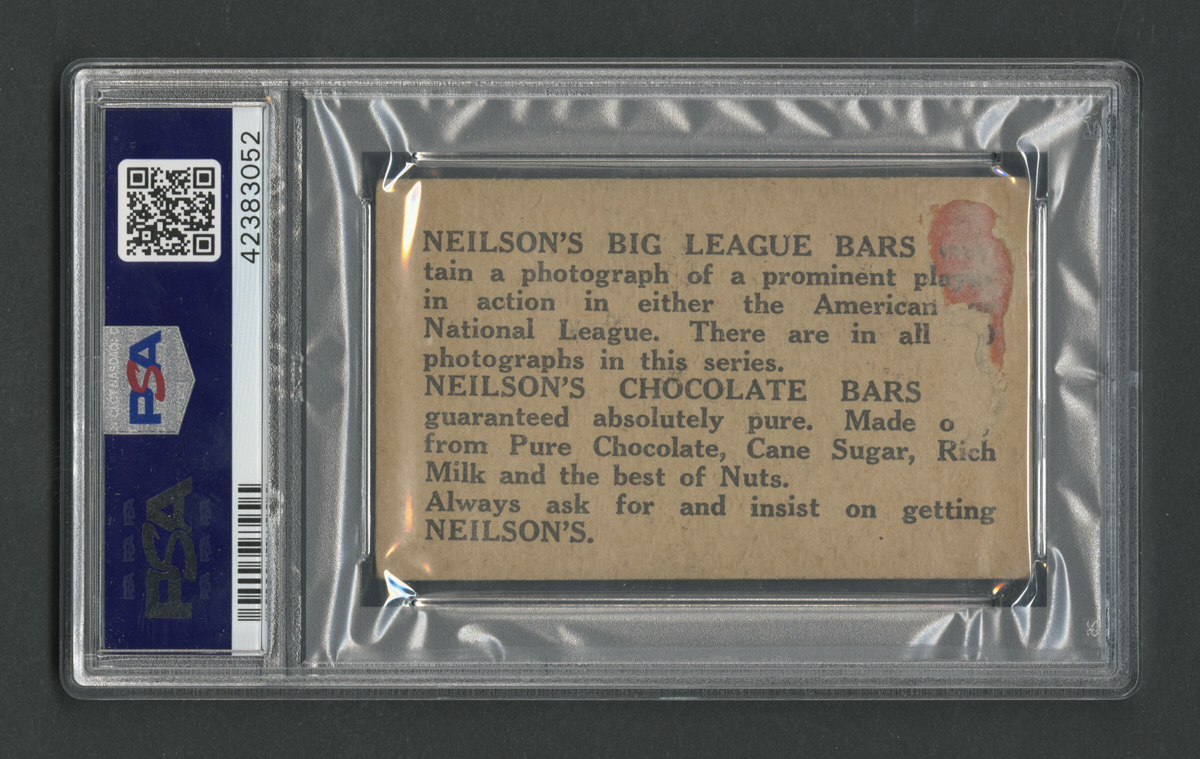 42383052
PSA
PSA
NEILSON'S BIG LEAGUE BARS
tain a photograph of a prominent
in action in either the American
National League. There are in all
photographs in this series.
NEILSON'S CHOCOLATE BARS
guaranteed absolutely pure. Made
from Pure Chocolate, Cane Sugar, Rich
Milk and the best of Nuts.
Always ask for and insist on getting
NEILSON'S.